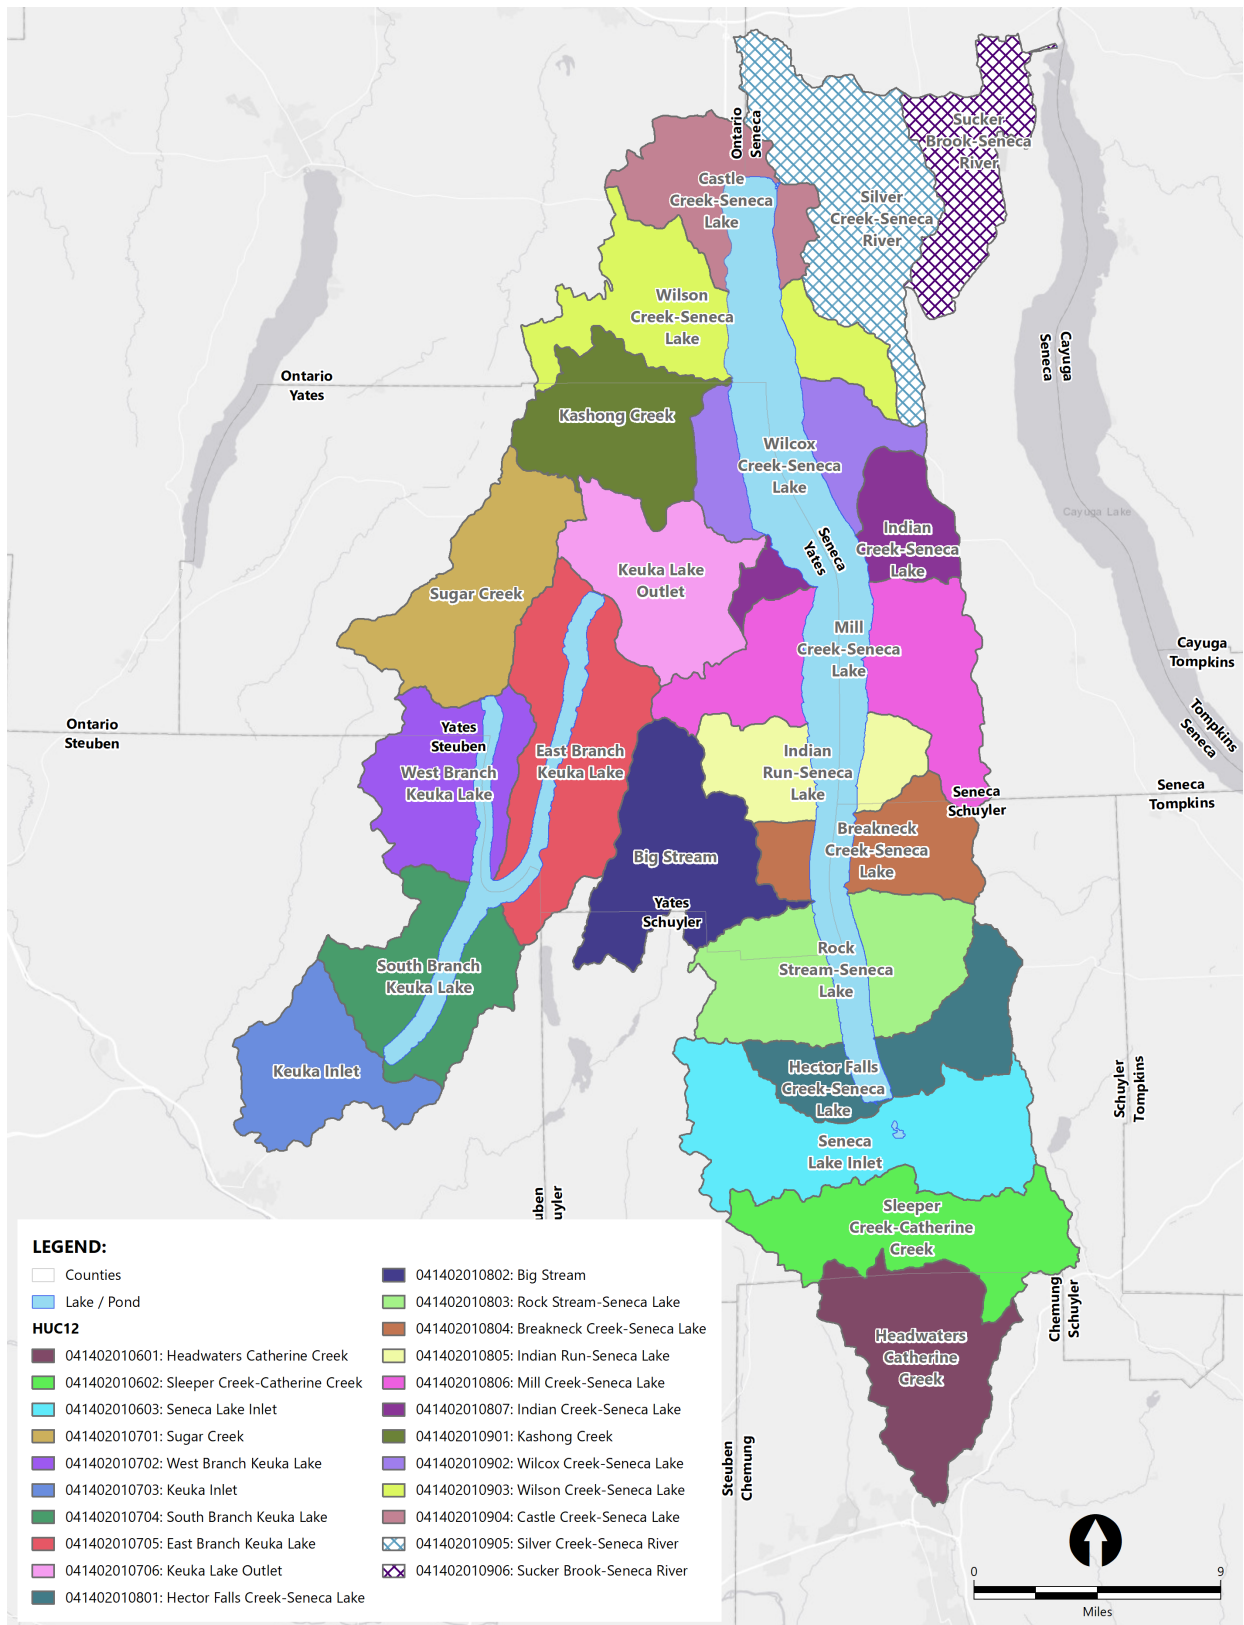 Ontario
Seneca
Sucker
Brook-Seneca
River
Castle
Creek-Seneca
Lake
Silver
Creek-Seneca
River
Wilson
Creek-Seneca
Lake
Seneca
Cayuga
Ontario
Yates
Kashong Creek
Wilcox
Creek-Seneca
Lake
Cayuga Lake
Indian
Creek-Seneca
Lake
Seneca
Yates
Keuka Lake
Outlet
Sugar Creek
Mill
Creek-Seneca
Lake
Cayuga
Tompkins
Tompkins
Seneca
Ontario
Steuben
Yates
Steuben
West Branch
Keuka Lake
East Branch
Keuka Lake
Indian
Run-Seneca
Lake
Seneca
Schuyler
Seneca
Tompkins
Breakneck
Creek-Seneca
Lake
Big Stream
Yates
Schuyler
Rock
Stream-Seneca
Lake
South Branch
Keuka Lake
Keuka Inlet
Hector Falls
Creek-Seneca
Lake
Schuyler
Tompkins
Seneca
Lake Inlet
uben
uyler
Sleeper
Creek-Catherine
Creek
Chemung
Schuyler
Headwaters
Catherine
Creek
Steuben
Chemung
LEGEND:
Counties
Lake / Pond
HUC12
041402010601: Headwaters Catherine Creek
041402010602: Sleeper Creek-Catherine Creek
041402010603: Seneca Lake Inlet
041402010701: Sugar Creek
041402010702: West Branch Keuka Lake
041402010703: Keuka Inlet
041402010704: South Branch Keuka Lake
041402010705: East Branch Keuka Lake
041402010706: Keuka Lake Outlet
041402010801: Hector Falls Creek-Seneca Lake
041402010802: Big Stream
041402010803: Rock Stream-Seneca Lake
041402010804: Breakneck Creek-Seneca Lake
041402010805: Indian Run-Seneca Lake
041402010806: Mill Creek-Seneca Lake
041402010807: Indian Creek-Seneca Lake
041402010901: Kashong Creek
041402010902: Wilcox Creek-Seneca Lake
041402010903: Wilson Creek-Seneca Lake
041402010904: Castle Creek-Seneca Lake
041402010905: Silver Creek-Seneca River
041402010906: Sucker Brook-Seneca River
0 9
Miles